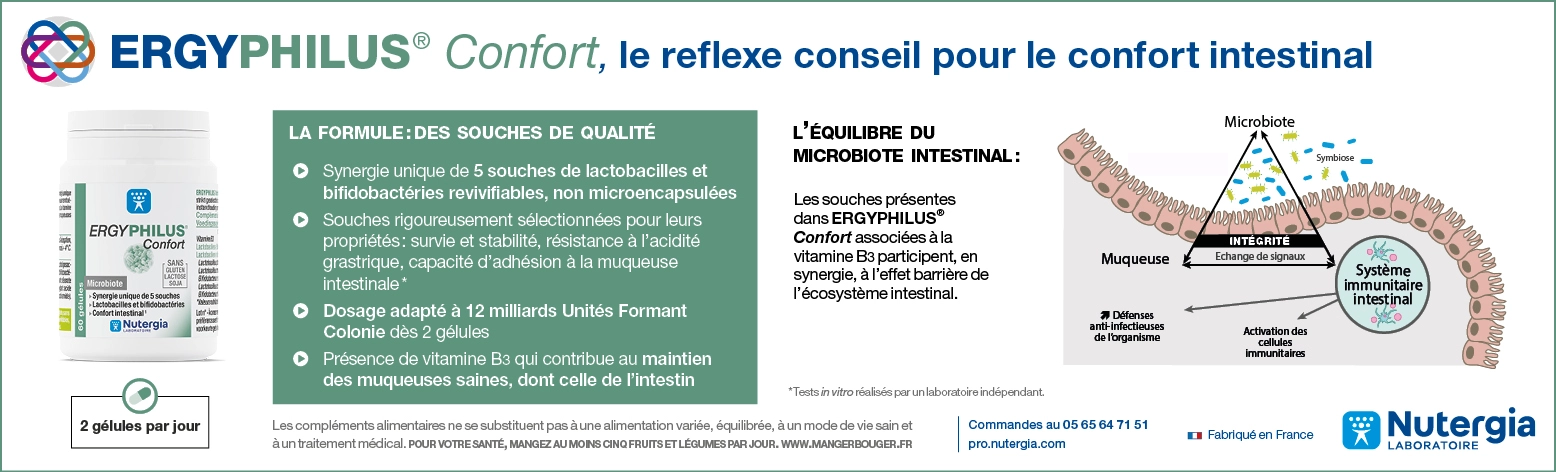 ERGYPHILUS® Confort, le reflexe conseil pour le confort intestinal
ERGYPHILUS®
Confort
SANS
GLUTEN
LACTOSE
SOJA
Microbiote
› Synergie unique de 5 souches
› Lactobacilles et bifidobactéries
› Confort intestinal
Nutergia
LABORATOIRE
60 gélules
2 gélules par jour
LA FORMULE : DES SOUCHES DE QUALITÉ
Synergie unique de 5 souches de lactobacilles et
bifidobactéries revivifiables, non microencapsulées
Souches rigoureusement sélectionnées pour leurs
propriétés : survie et stabilité, résistance à l'acidité
grastrique, capacité d'adhésion à la muqueuse
intestinale *
Dosage adapté à 12 milliards Unités Formant
Colonie dès 2 gélules
Présence de vitamine B3 qui contribue au maintien
des muqueuses saines, dont celle de l'intestin
L'ÉQUILIBRE DU
MICROBIOTE INTESTINAL :
Les souches présentes
dans ERGYPHILUS®
Confort associées à la
vitamine B3 participent, en
synergie, à l'effet barrière de
l'écosystème intestinal.
Microbiote
Symbiose
INTÉGRITÉ
Echange de signaux
Muqueuse
Système
immunitaire
intestinal
↗ Défenses
anti-infectieuses
de l'organisme
Activation des
cellules
immunitaires
*Tests in vitro réalisés par un laboratoire indépendant.
Les compléments alimentaires ne se substituent pas à une alimentation variée, équilibrée, à un mode de vie sain et
à un traitement médical. POUR VOTRE SANTÉ, MANGEZ AU MOINS CINQ FRUITS ET LÉGUMES PAR JOUR. WWW.MANGERBOUGER.FR
Commandes au 05 65 64 71 51
pro.nutergia.com
Fabriqué en France
Nutergia
LABORATOIRE